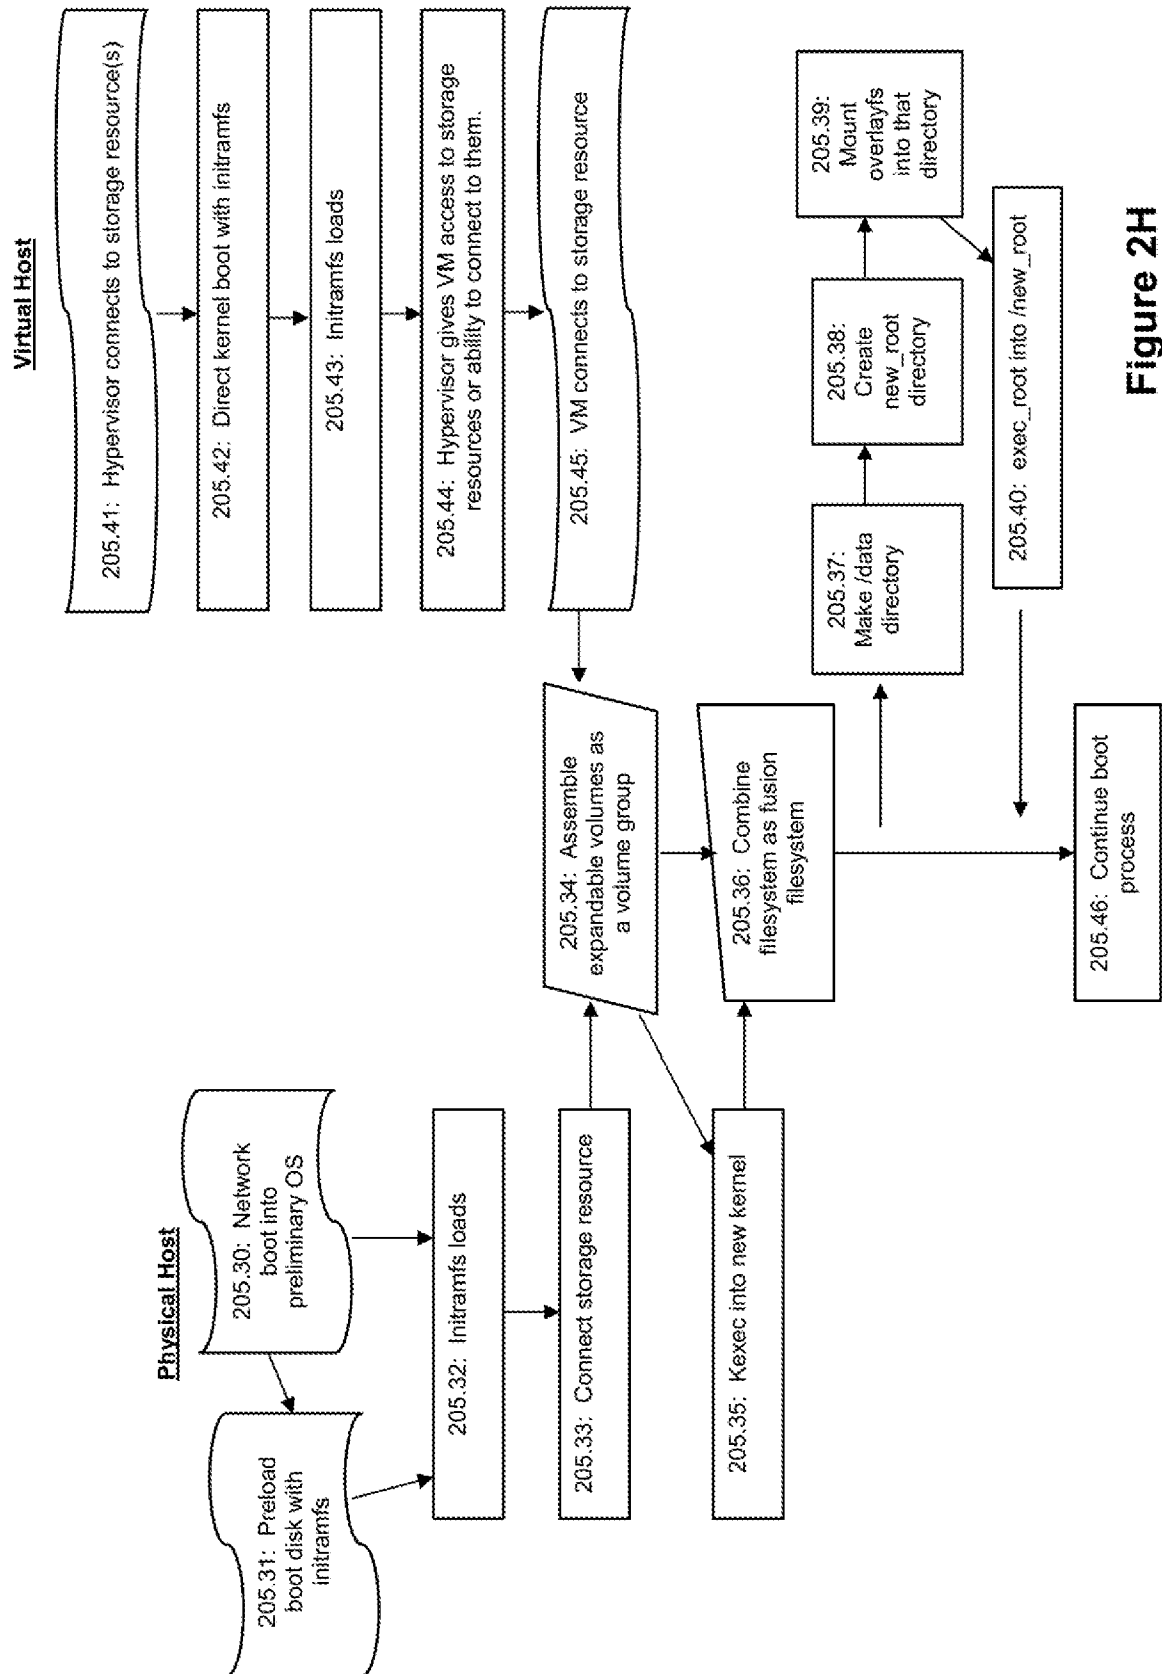 Physical Host
205.31: Preload
boot disk with
initramfs
205.30: Network
boot into
preliminary OS
205.32: Initramfs loads
205.33: Connect storage resource
205.35: Kexec into new kernel
Virtual Host
205.41: Hypervisor connects to storage resource(s)
205.42: Direct kernel boot with initramfs
205.43: Initramfs loads
205.44: Hypervisor gives VM access to storage
resources or ability to connect to them.
205.45: VM connects to storage resource
205.34: Assemble
expandable volumes as
a volume group
205.36: Combine
filesystem as fusion
filesystem
205.37:
Make /data
directory
205.38:
Create
new_root
directory
205.39:
Mount
overlayfs
into that
directory
205.40: exec_root into /new_root
205.46: Continue boot
process
Figure 2H